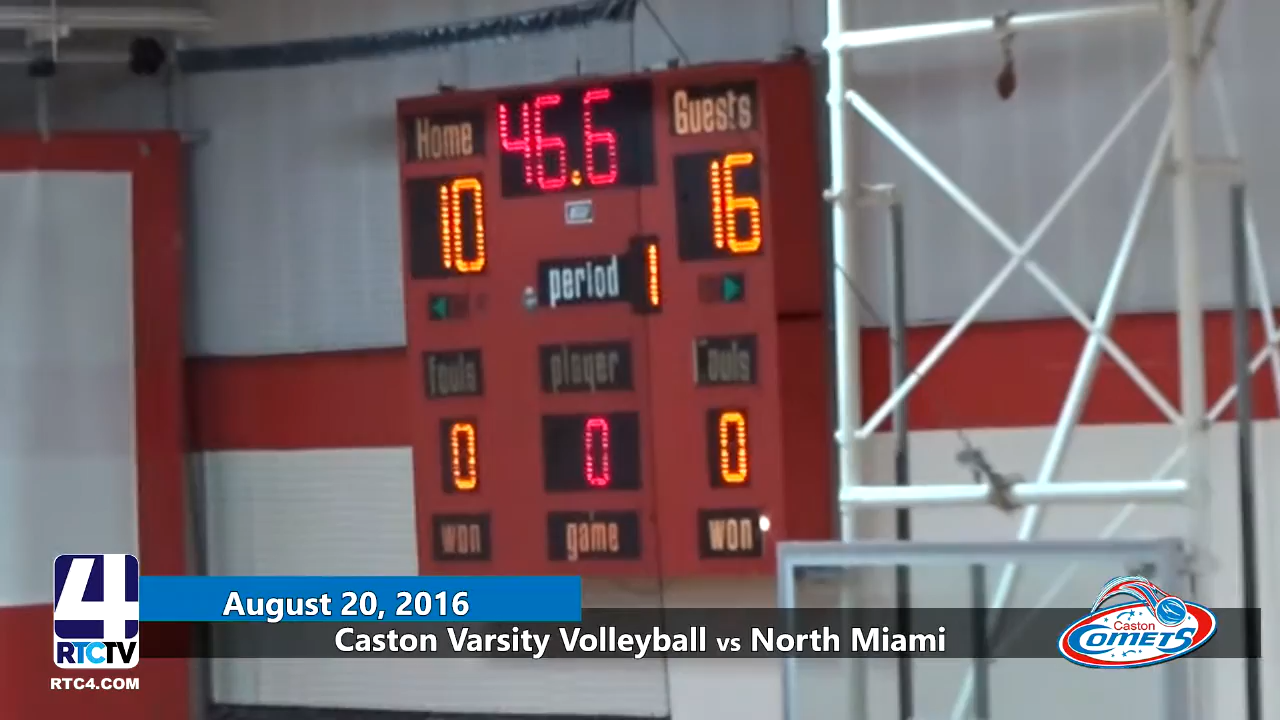 Home
46.6
Guests
10
16
period 1
fouls player fouls
0 0 0
won game won
4
August 20, 2016
Caston Varsity Volleyball vs North Miami
RTCTV
RTC4.COM
Caston
COMETS